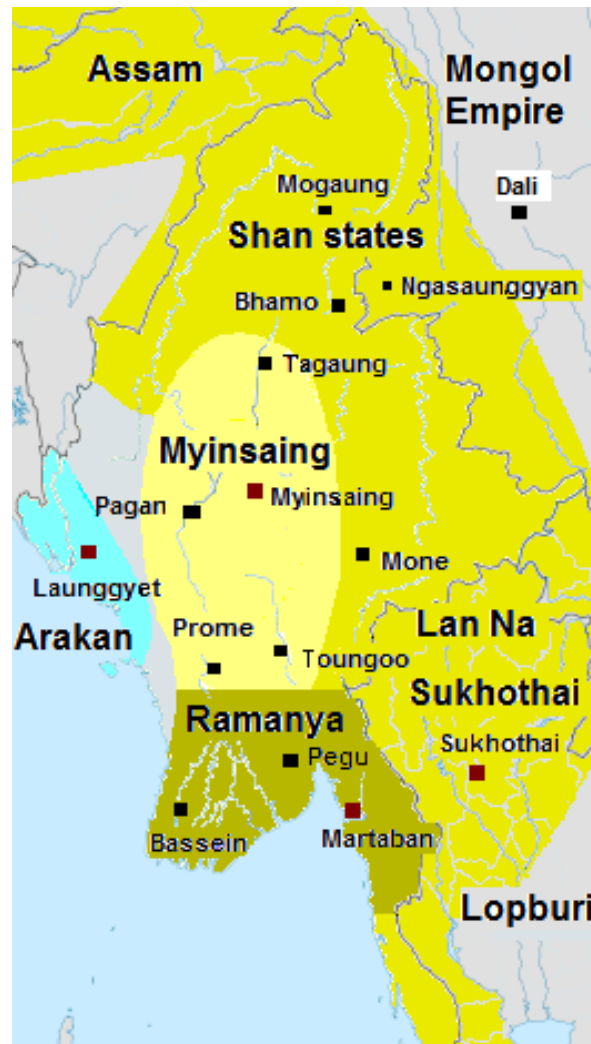 Assam
Mongol
Empire
Mogaung
Dali
Shan states
Ngasaunggyan
Bhamo
Tagaung
Myinsaing
Myinsaing
Pagan
Mone
Launggyet
Arakan
Prome
Toungoo
Lan Na
Sukhothai
Sukhothai
Ramanya
Pegu
Bassein
Martaban
Lopburi